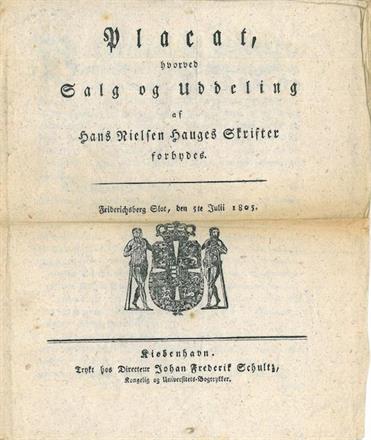 Placat,
hvorved
Salg og Uddeling
af
Hans Nielsen Hauges Skrifter
forbydes.
Friderichsberg Slot, den 5te Julii 1805.
Kiøbenhavn.
Trykt hos Directeur Johan Frederik Schultz,
Kongelig og Universitets-Bogtrykker.